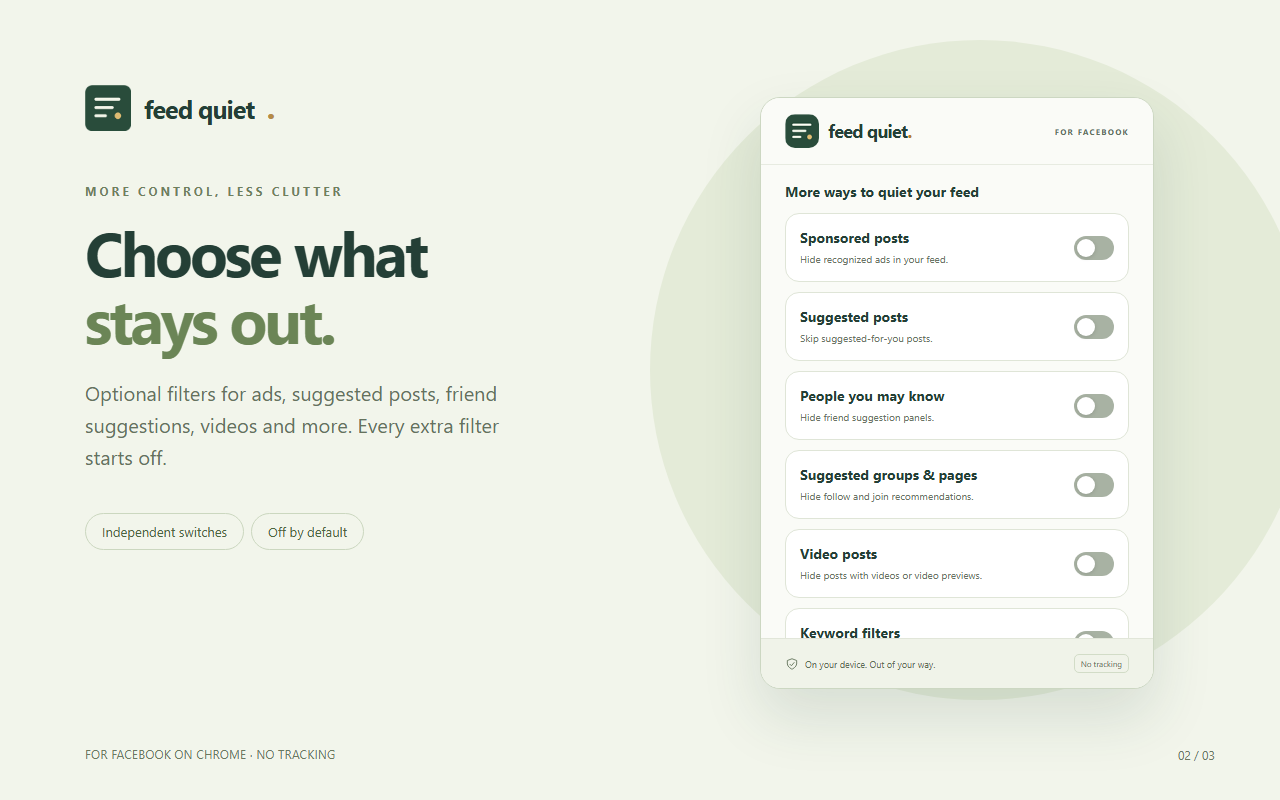 feed quiet .
MORE CONTROL, LESS CLUTTER
Choose what
stays out.
Optional filters for ads, suggested posts, friend
suggestions, videos and more. Every extra filter
starts off.
Independent switches
Off by default
feed quiet.
FOR FACEBOOK
More ways to quiet your feed
Sponsored posts
Hide recognized ads in your feed.
Suggested posts
Skip suggested-for-you posts.
People you may know
Hide friend suggestion panels.
Suggested groups & pages
Hide follow and join recommendations.
Video posts
Hide posts with videos or video previews.
Keyword filters
On your device. Out of your way.
No tracking
FOR FACEBOOK ON CHROME · NO TRACKING
02 / 03